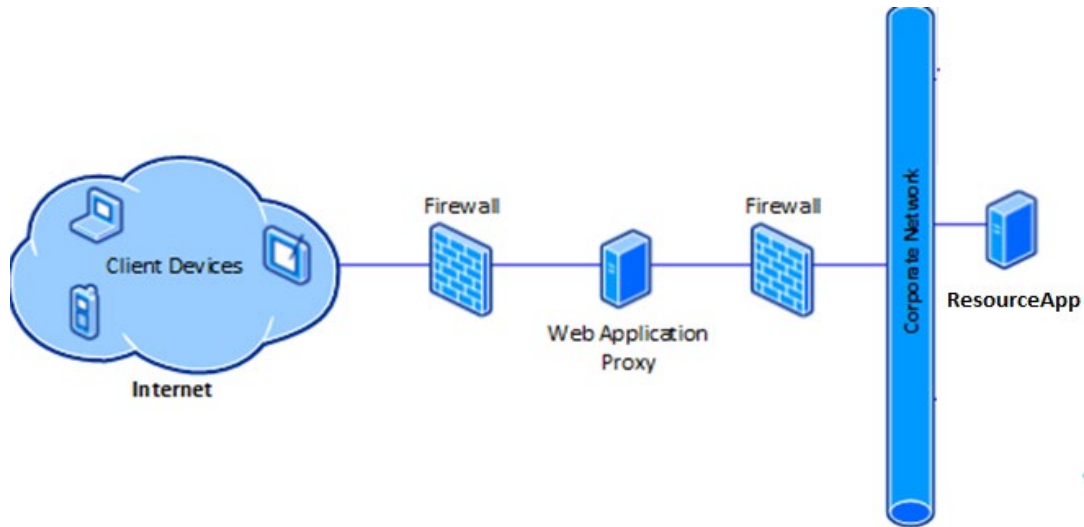 Client Devices
Internet
Firewall
Web Application
Proxy
Firewall
Corporate Network
ResourceApp